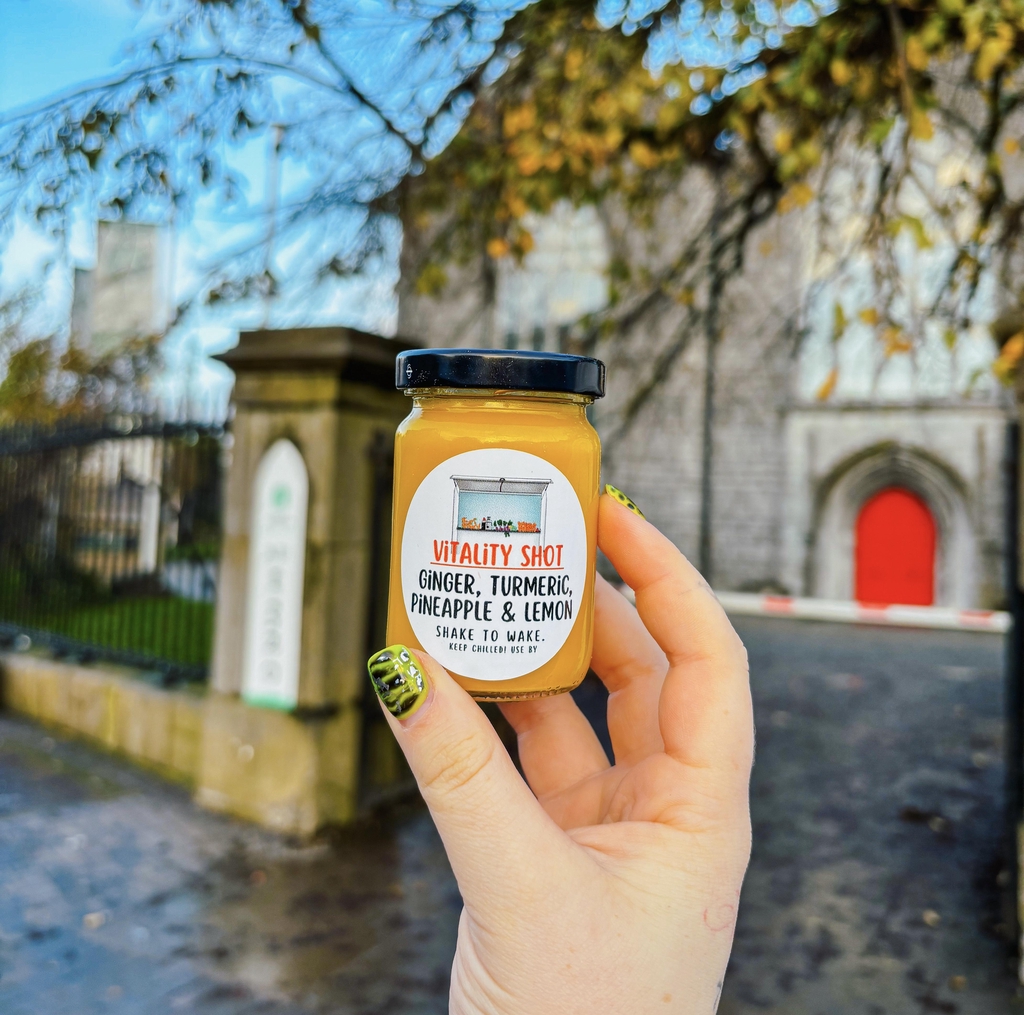 ViTALiTY SHOT
GiNGER, TURMERiC,
PiNEAPPLE & LEMON
SHAKE TO WAKE.
KEEP CHILLED! USE BY